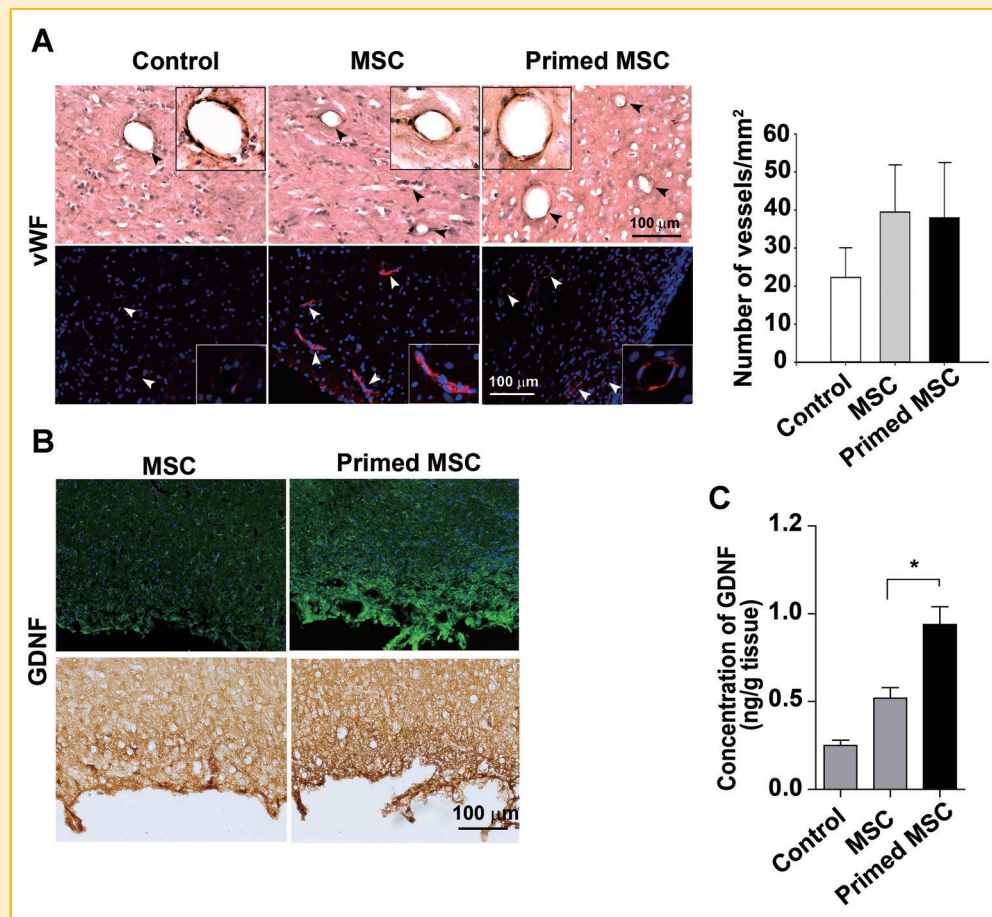 A
Control
MSC
Primed MSC
vWF
100 μm
100 μm
Number of vessels/mm²
60
50
40
30
20
10
0
Control
MSC
Primed MSC
B
MSC
Primed MSC
GDNF
100 μm
C
Concentration of GDNF
(ng/g tissue)
1.2
1.0
0.5
0.0
*
Control
MSC
Primed MSC